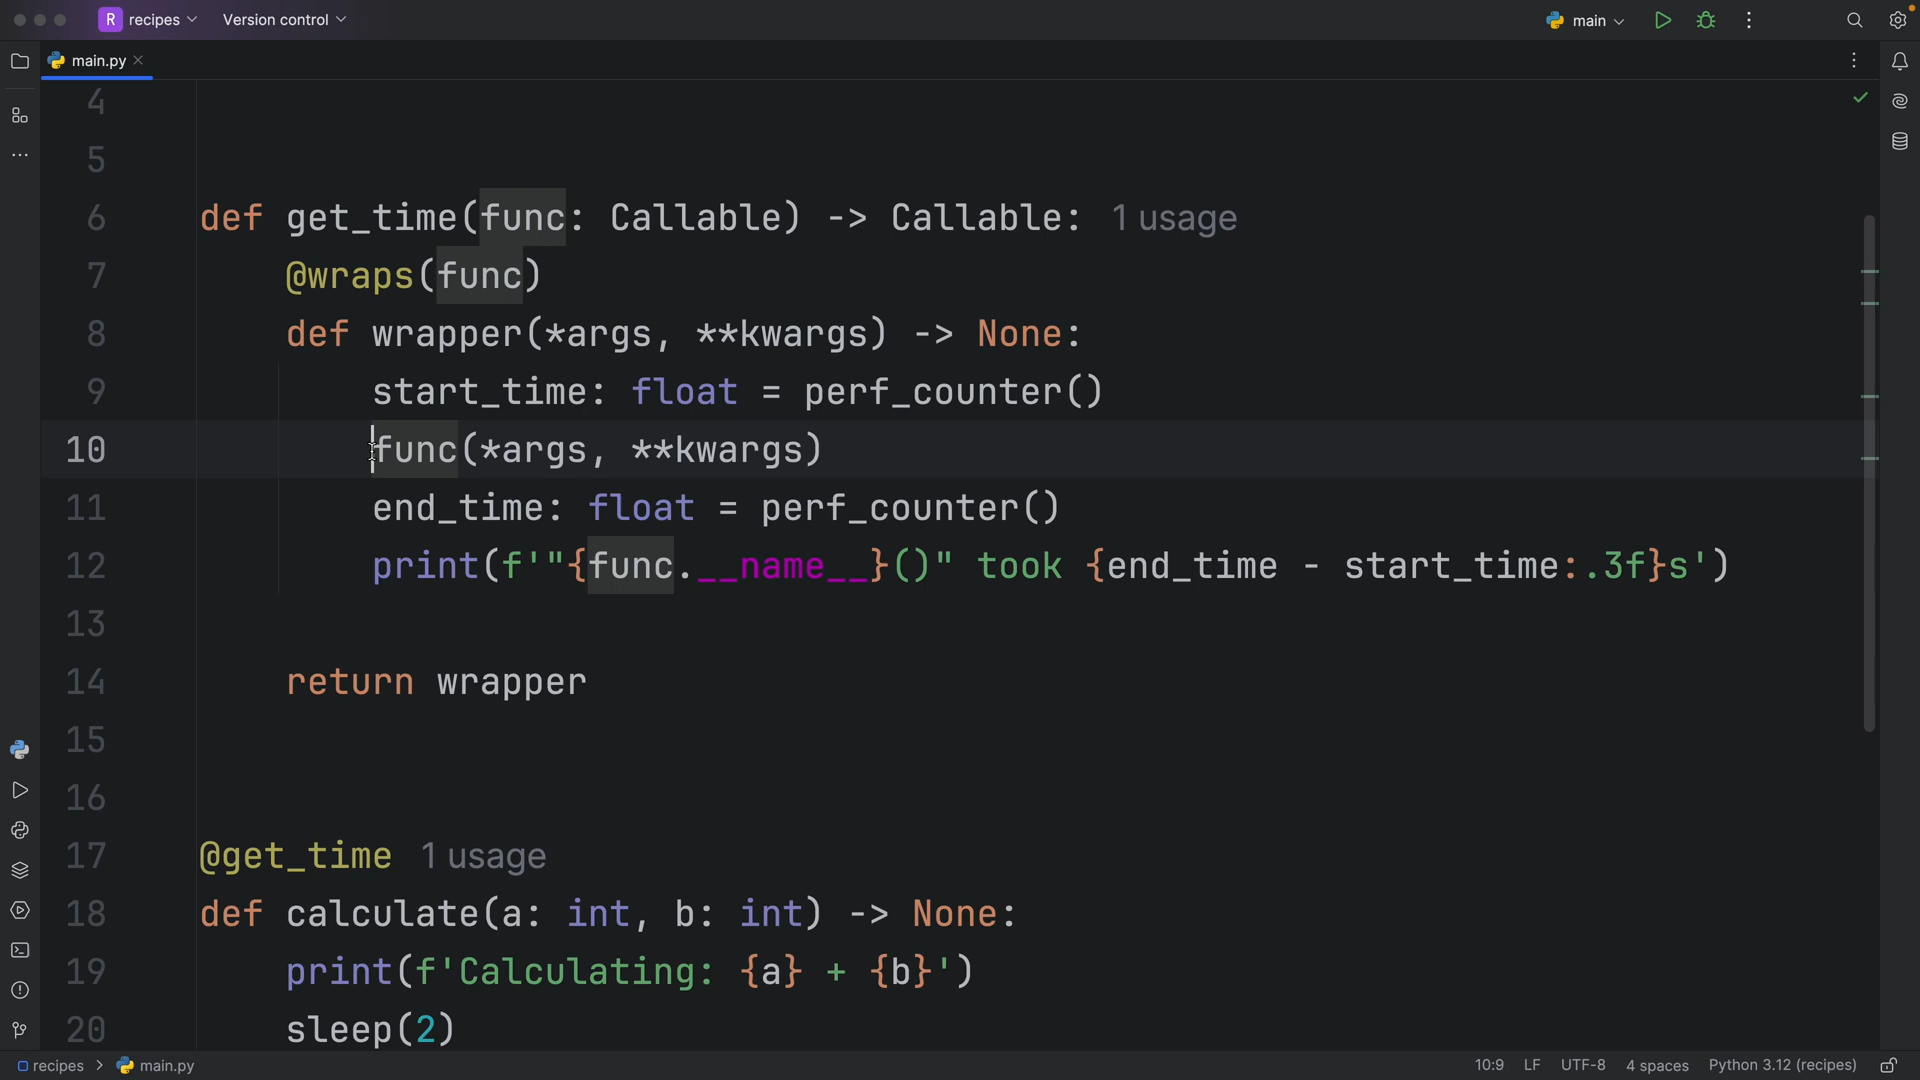 R recipes Version control main
main.py
4
5
6 def get_time(func: Callable) -> Callable: 1 usage
7 @wraps(func)
8 def wrapper(*args, **kwargs) -> None:
9 start_time: float = perf_counter()
10 func(*args, **kwargs)
11 end_time: float = perf_counter()
12 print(f'"{func.__name__}()" took {end_time - start_time:.3f}s')
13
14 return wrapper
15
16
17 @get_time 1 usage
18 def calculate(a: int, b: int) -> None:
19 print(f'Calculating: {a} + {b}')
20 sleep(2)
recipes > main.py 10:9 LF UTF-8 4 spaces Python 3.12 (recipes)